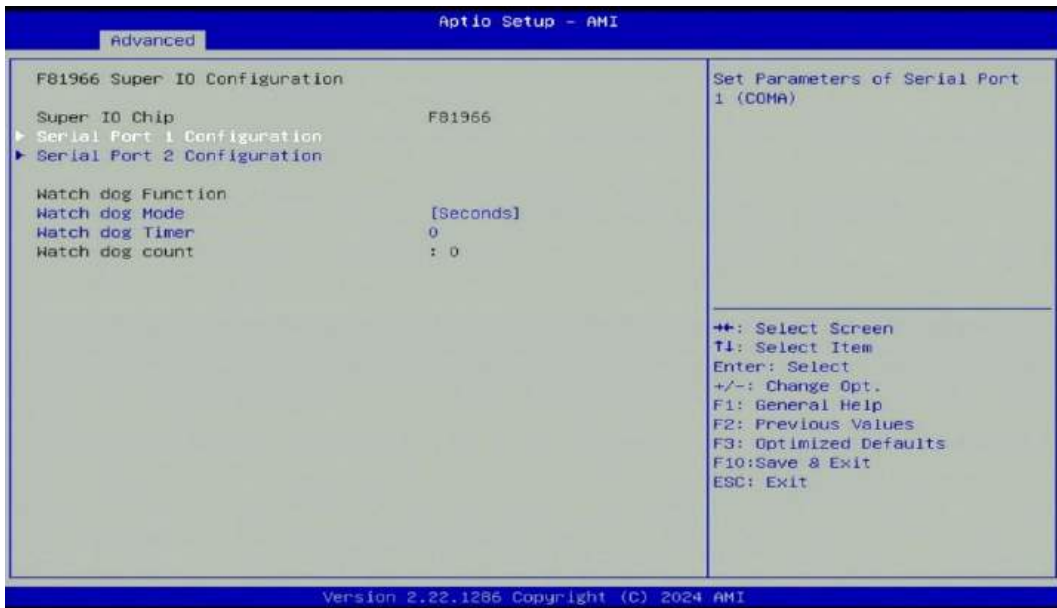 Aptio Setup - AMI
Advanced
F81966 Super IO Configuration
Super IO Chip F81966
▶ Serial Port 1 Configuration
▶ Serial Port 2 Configuration
Watch dog Function
Watch dog Mode [Seconds]
Watch dog Timer 0
Watch dog count : 0
Set Parameters of Serial Port
1 (COMA)
→←: Select Screen
↑↓: Select Item
Enter: Select
+/-: Change Opt.
F1: General Help
F2: Previous Values
F3: Optimized Defaults
F10:Save & Exit
ESC: Exit
Version 2.22.1286 Copyright (C) 2024 AMI